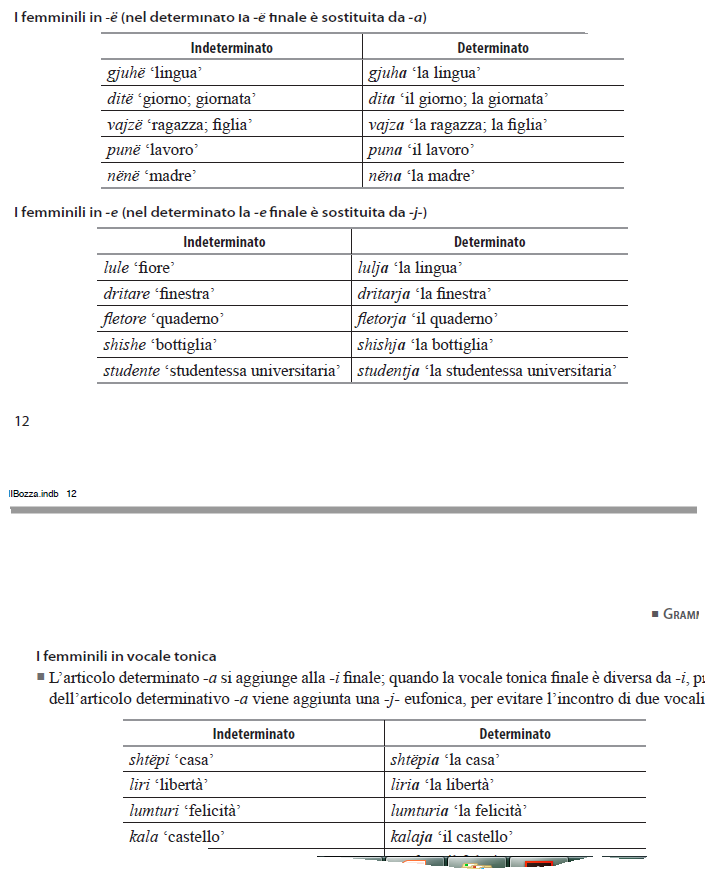 I femminili in -ë (nel determinato la -ë finale è sostituita da -a)
Indeterminato Determinato
gjuhë ‘lingua’ gjuha ‘la lingua’
ditë ‘giorno; giornata’ dita ‘il giorno; la giornata’
vajzë ‘ragazza; figlia’ vajza ‘la ragazza; la figlia’
punë ‘lavoro’ puna ‘il lavoro’
nënë ‘madre’ nëna ‘la madre’
I femminili in -e (nel determinato la -e finale è sostituita da -j-)
Indeterminato Determinato
lule ‘fiore’ lulja ‘la lingua’
dritare ‘finestra’ dritarja ‘la finestra’
fletore ‘quaderno’ fletorja ‘il quaderno’
shishe ‘bottiglia’ shishja ‘la bottiglia’
studente ‘studentessa universitaria’ studentja ‘la studentessa universitaria’
12
llBozza.indb 12
■ GRAM
I femminili in vocale tonica
■ L’articolo determinato -a si aggiunge alla -i finale; quando la vocale tonica finale è diversa da -i,
dell’articolo determinativo -a viene aggiunta una -j- eufonica, per evitare l’incontro di due vocali
Indeterminato Determinato
shtëpi ‘casa’ shtëpia ‘la casa’
liri ‘libertà’ liria ‘la libertà’
lumturi ‘felicità’ lumturia ‘la felicità’
kala ‘castello’ kalaja ‘il castello’